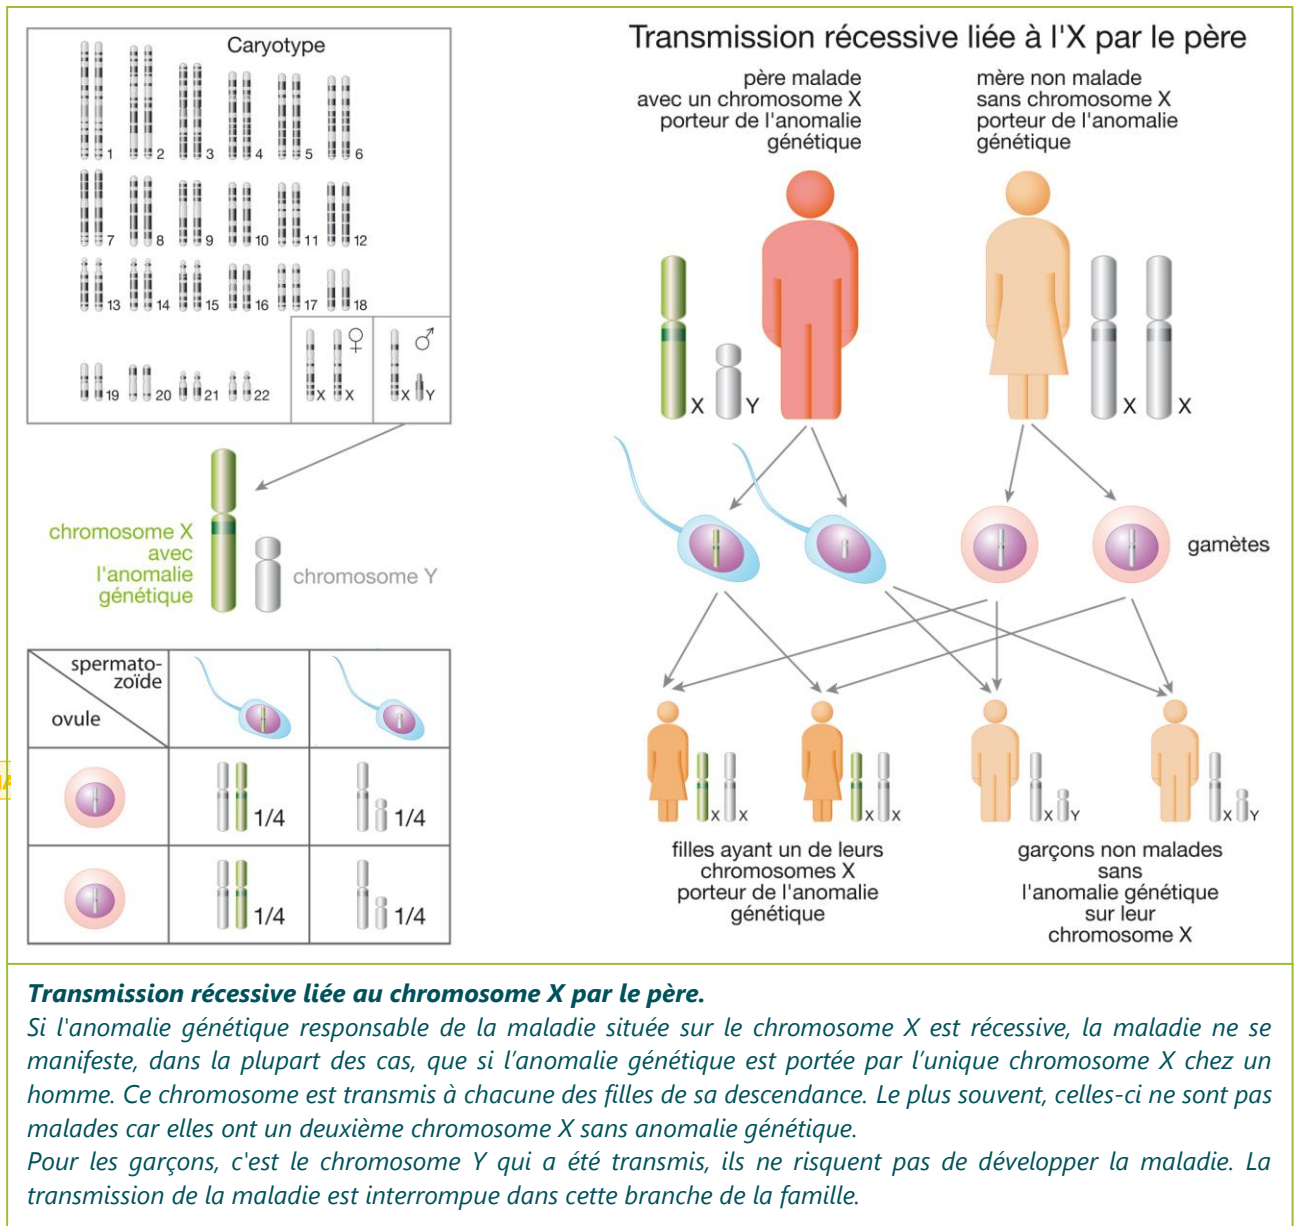 Caryotype
1 2 3 4 5 6
7 8 9 10 11 12
13 14 15 16 17 18
19 20 21 22 X X ♀ X Y ♂
chromosome X
avec
l'anomalie
génétique
chromosome Y
spermato-
zoïde
ovule
1/4 1/4
1/4 1/4
Transmission récessive liée à l'X par le père
père malade
avec un chromosome X
porteur de l'anomalie
génétique
mère non malade
sans chromosome X
porteur de l'anomalie
génétique
X Y X X
gamètes
X X X X X Y X Y
filles ayant un de leurs
chromosomes X
porteur de l'anomalie
génétique
garçons non malades
sans
l'anomalie génétique
sur leur
chromosome X
Transmission récessive liée au chromosome X par le père.
Si l'anomalie génétique responsable de la maladie située sur le chromosome X est récessive, la maladie ne se
manifeste, dans la plupart des cas, que si l’anomalie génétique est portée par l’unique chromosome X chez un
homme. Ce chromosome est transmis à chacune des filles de sa descendance. Le plus souvent, celles-ci ne sont pas
malades car elles ont un deuxième chromosome X sans anomalie génétique.
Pour les garçons, c'est le chromosome Y qui a été transmis, ils ne risquent pas de développer la maladie. La
transmission de la maladie est interrompue dans cette branche de la famille.